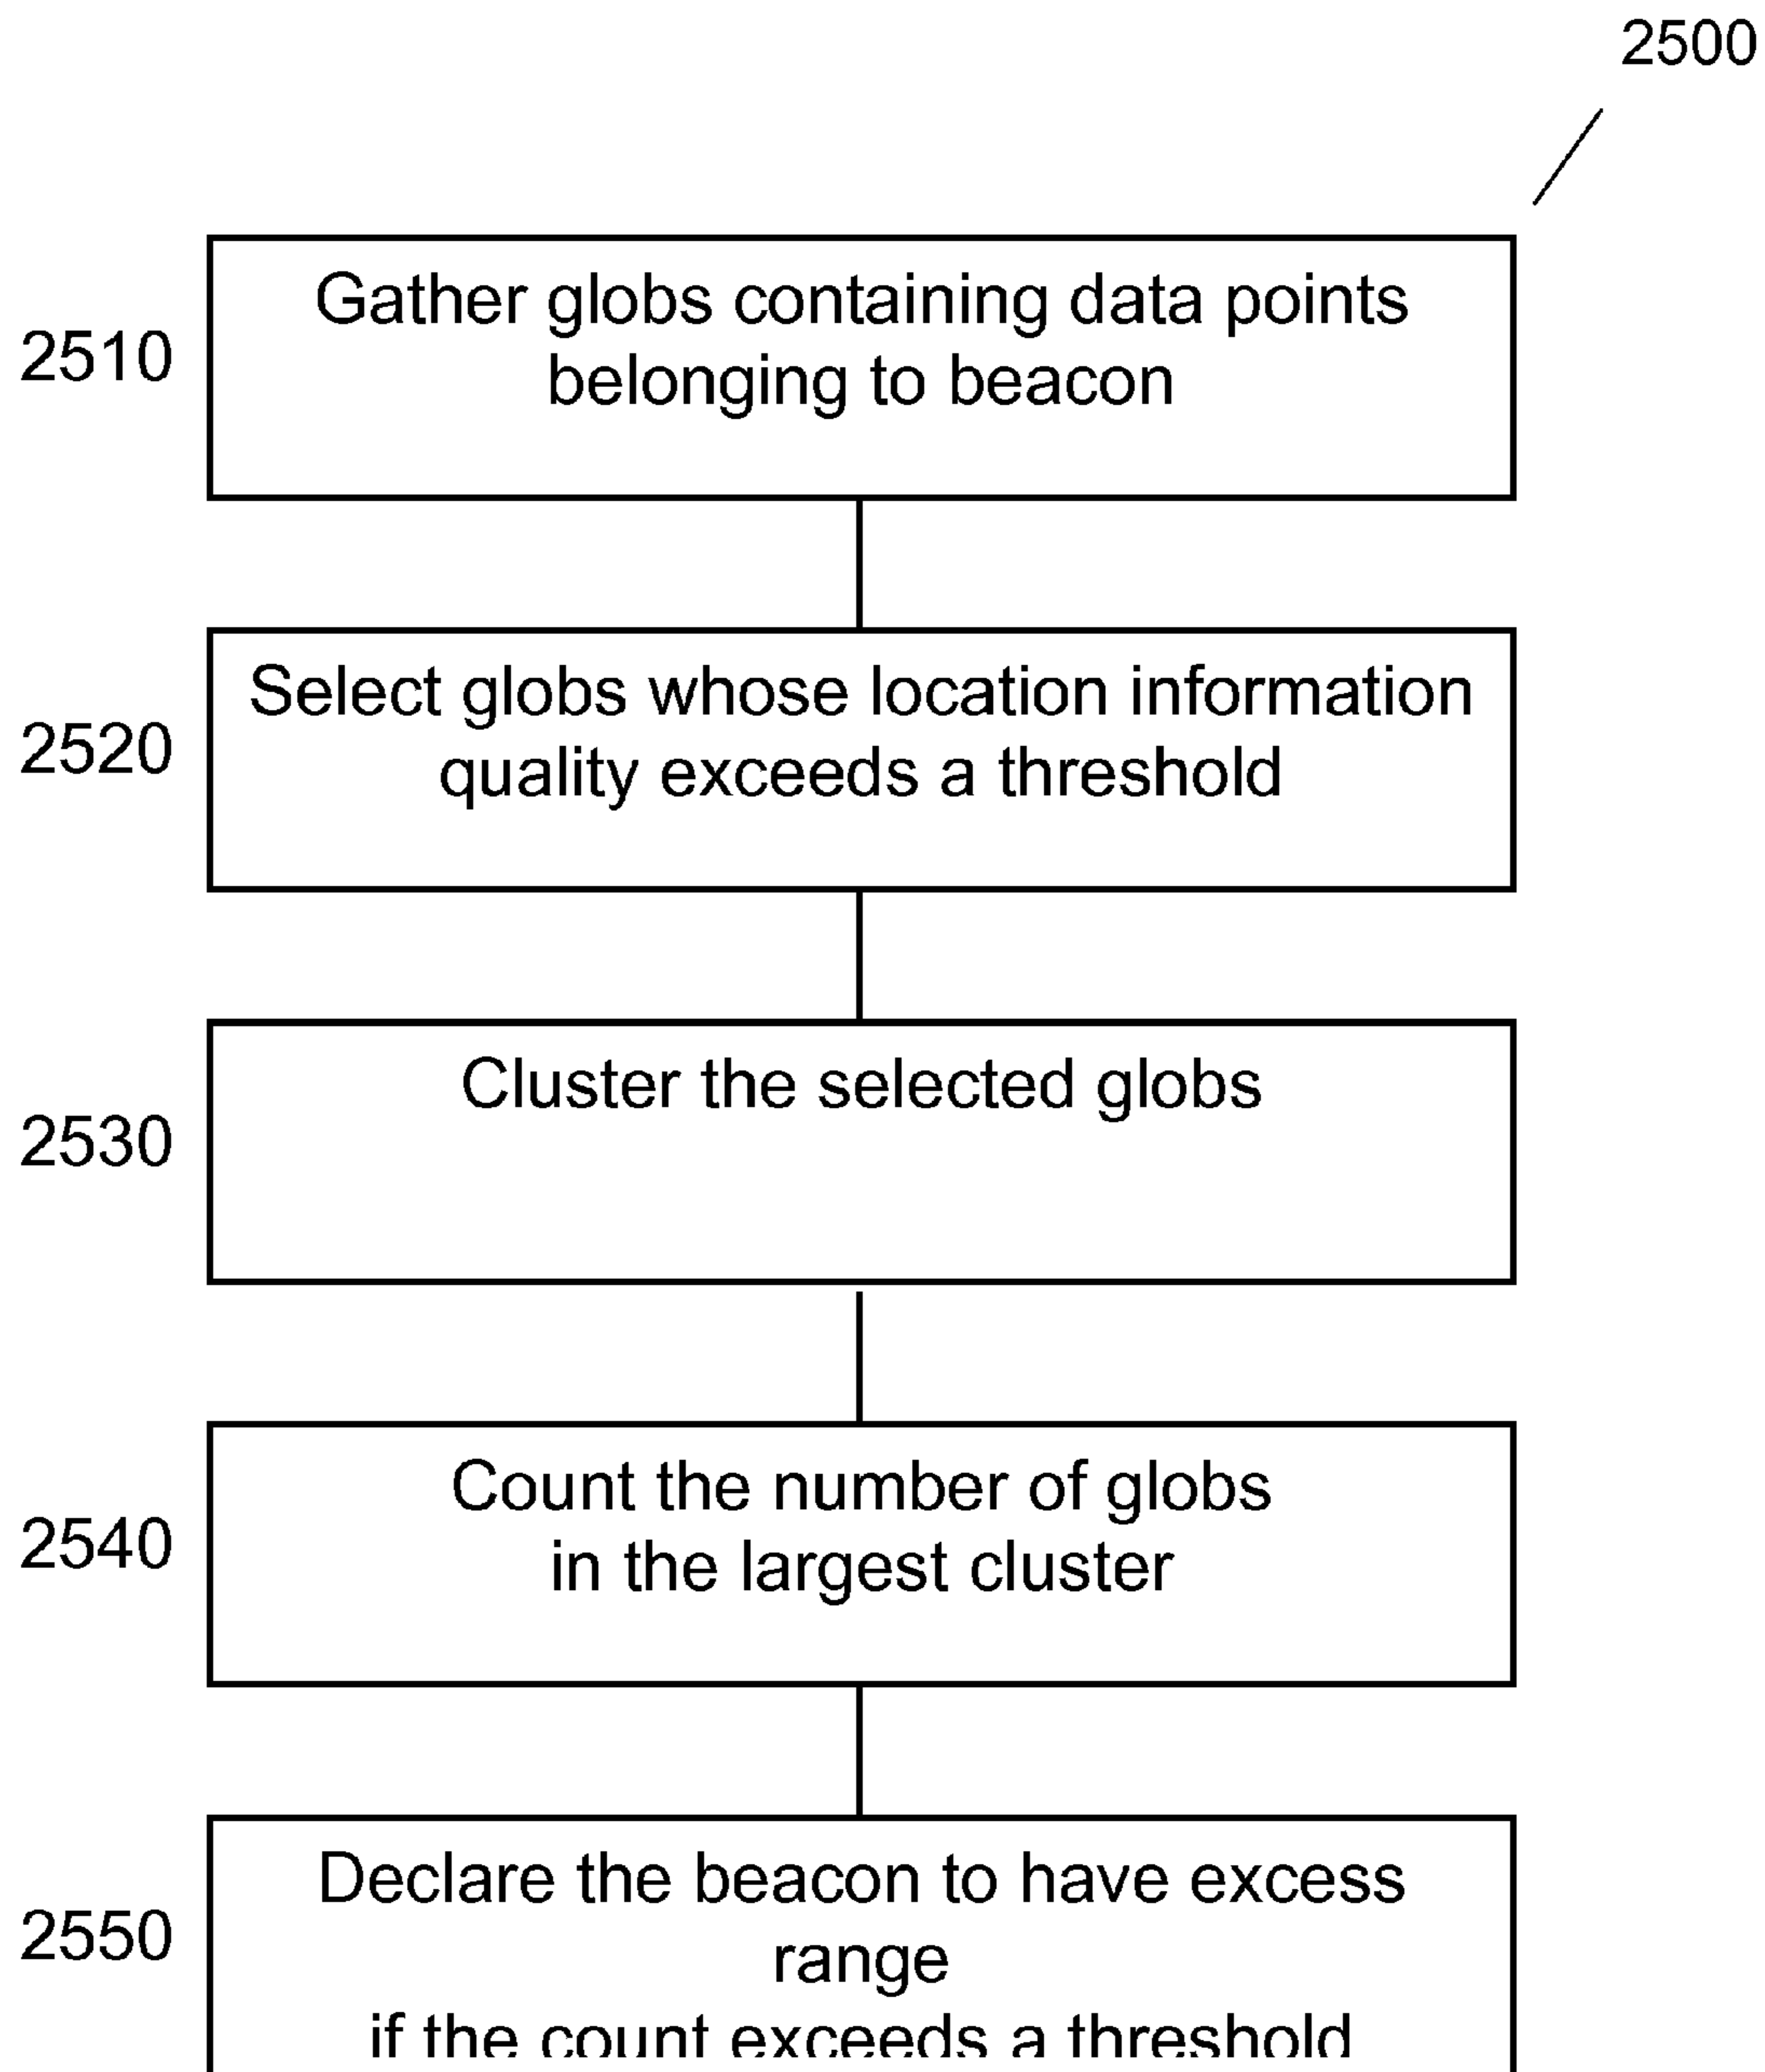 2500
2510
Gather globs containing data points
belonging to beacon
2520
Select globs whose location information
quality exceeds a threshold
2530
Cluster the selected globs
2540
Count the number of globs
in the largest cluster
2550
Declare the beacon to have excess
range
if the count exceeds a threshold